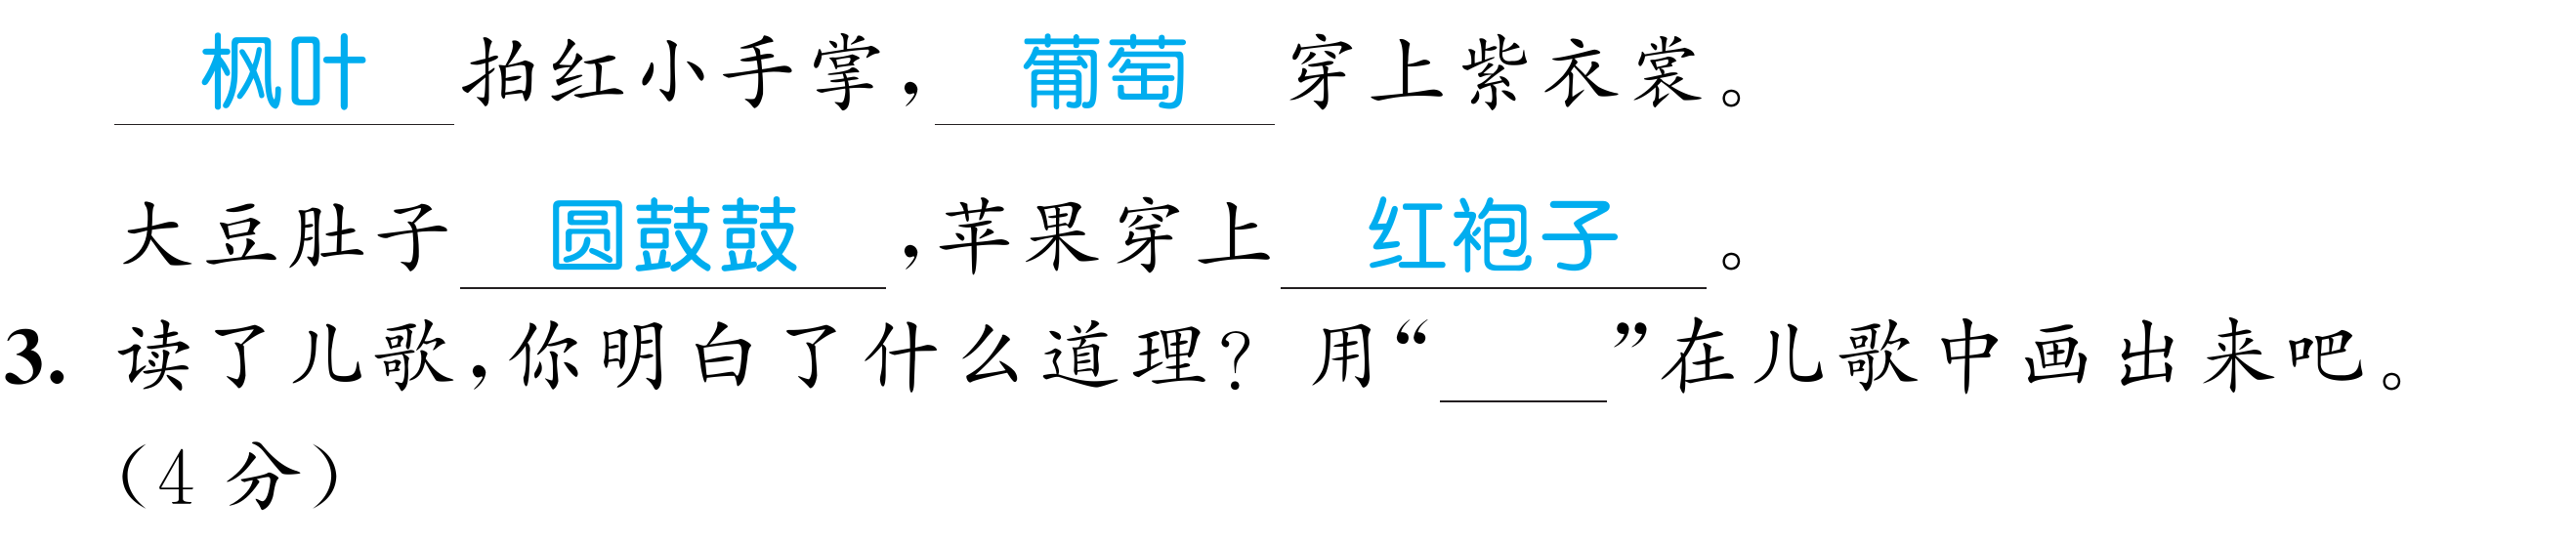 枫叶拍红小手掌，葡萄穿上紫衣裳。
大豆肚子圆鼓鼓，苹果穿上红袍子。
3. 读了儿歌，你明白了什么道理？用“____”在儿歌中画出来吧。
（4 分）